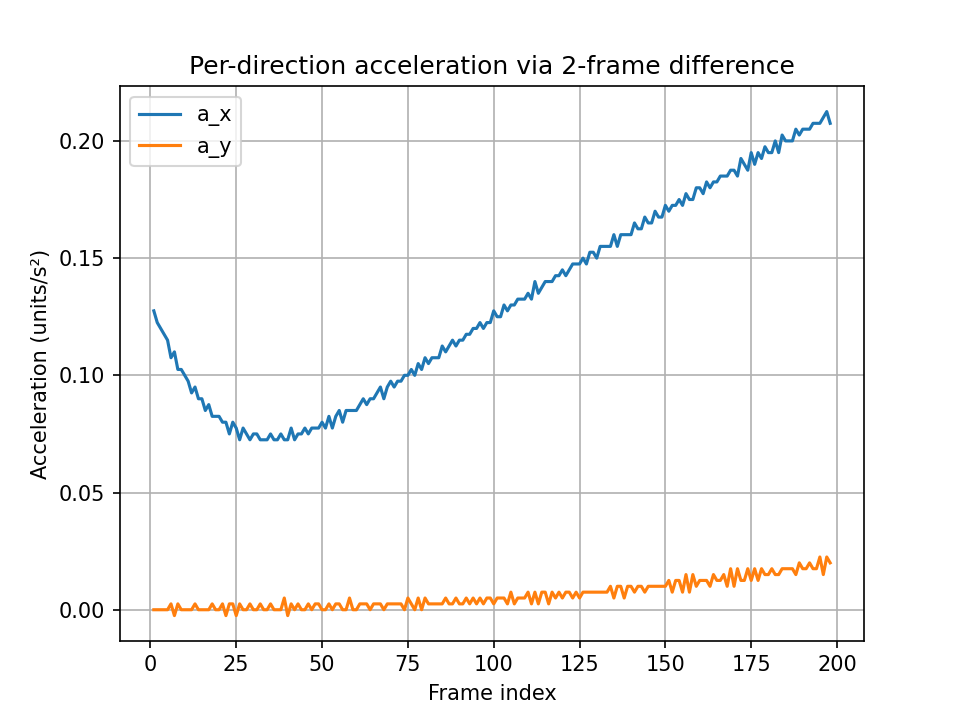 Per-direction acceleration via 2-frame difference
a_x
a_y
Acceleration (units/s²)
0.20
0.15
0.10
0.05
0.00
0 25 50 75 100 125 150 175 200
Frame index